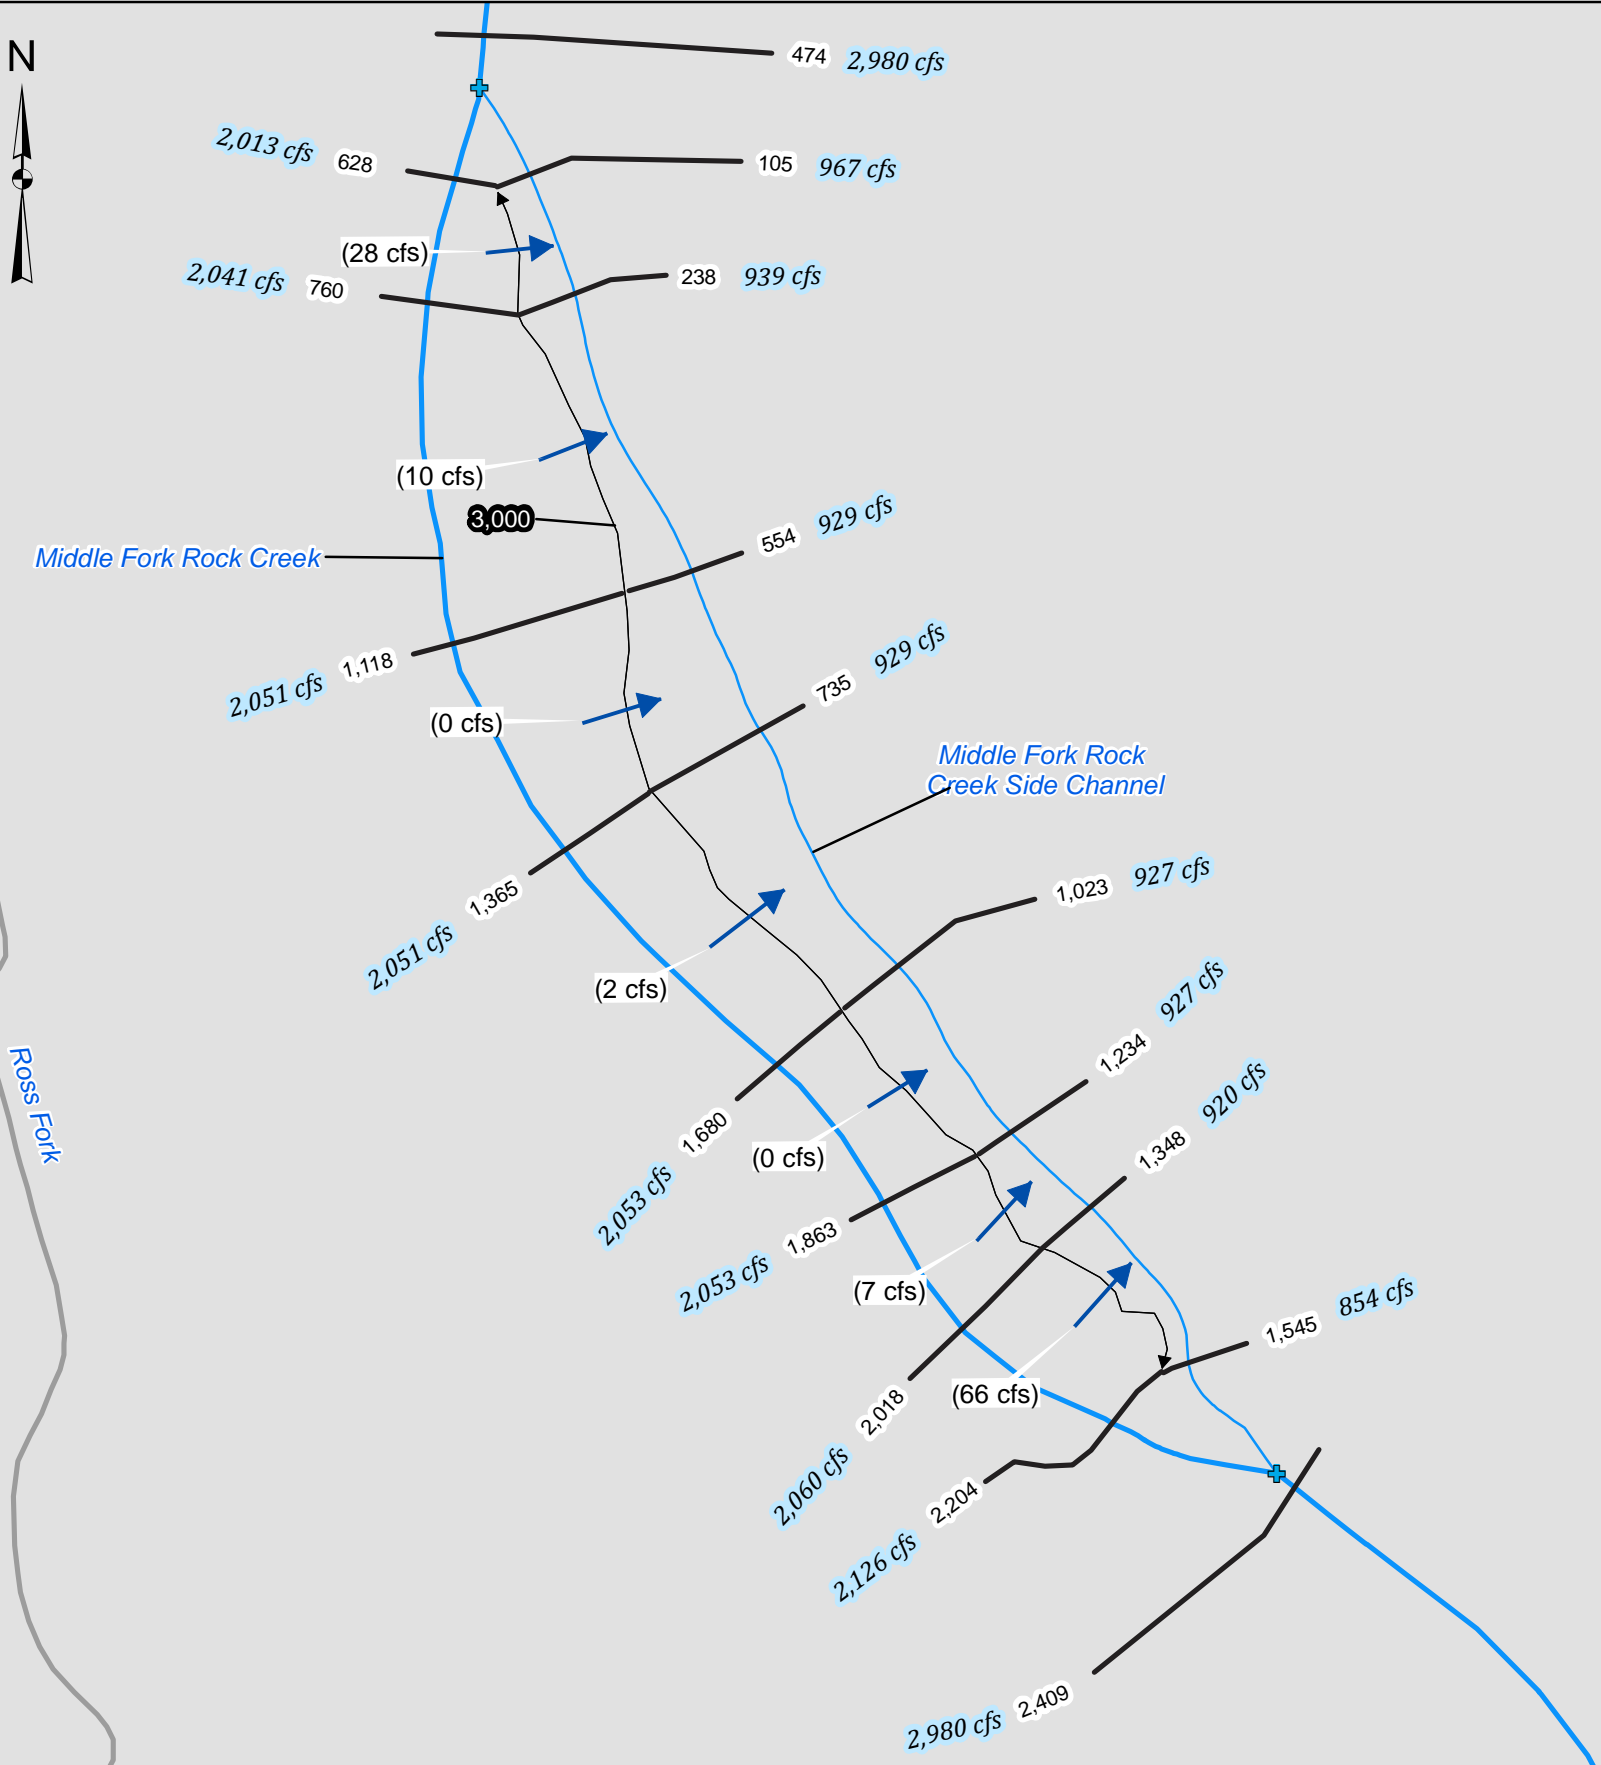 N
474 2,980 cfs
2,013 cfs 628
105 967 cfs
(28 cfs)
2,041 cfs 760
238 939 cfs
(10 cfs)
3,000
Middle Fork Rock Creek
554 929 cfs
2,051 cfs 1,118
735 929 cfs
(0 cfs)
Middle Fork Rock
Creek Side Channel
2,051 cfs 1,365
1,023 927 cfs
(2 cfs)
1,234 927 cfs
Ross Fork
2,053 cfs 1,680
(0 cfs)
1,348 920 cfs
2,053 cfs 1,863
(7 cfs)
1,545 854 cfs
(66 cfs)
2,060 cfs 2,018
2,126 cfs 2,204
2,980 cfs 2,409